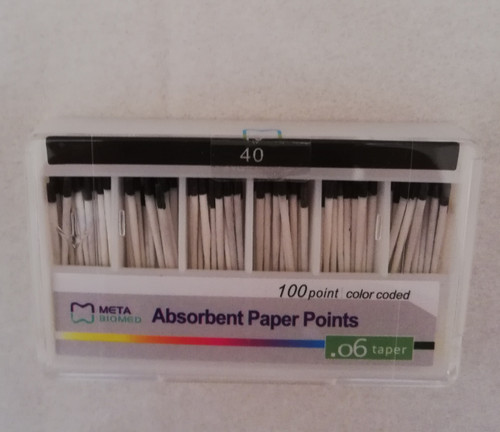 40
100 point color coded
META
BIOMED
Absorbent Paper Points
.06 taper